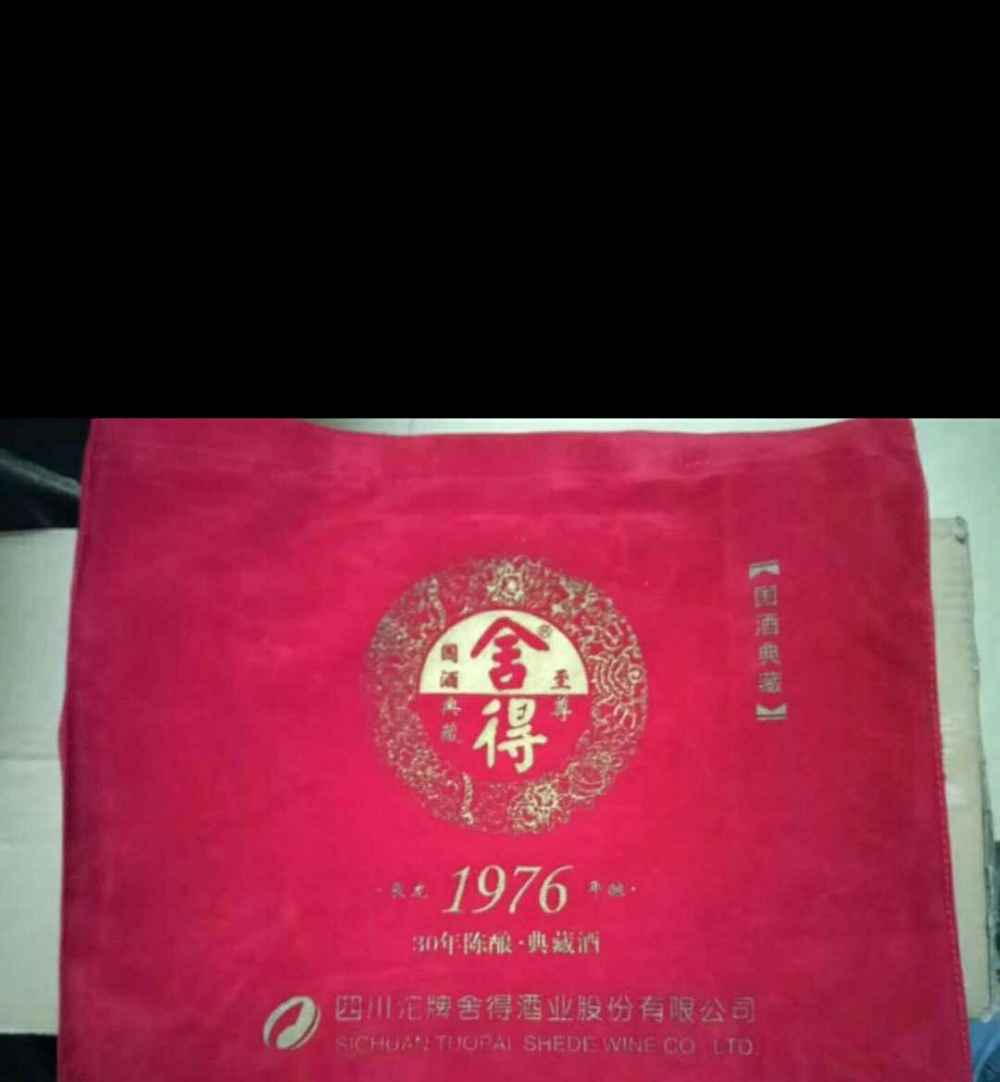 【国酒典藏】
舍得®
國酒典藏
至尊
1976
30年陈酿·典藏酒
四川沱牌舍得酒业股份有限公司
SICHUAN TUOPAI SHEDE WINE CO., LTD.